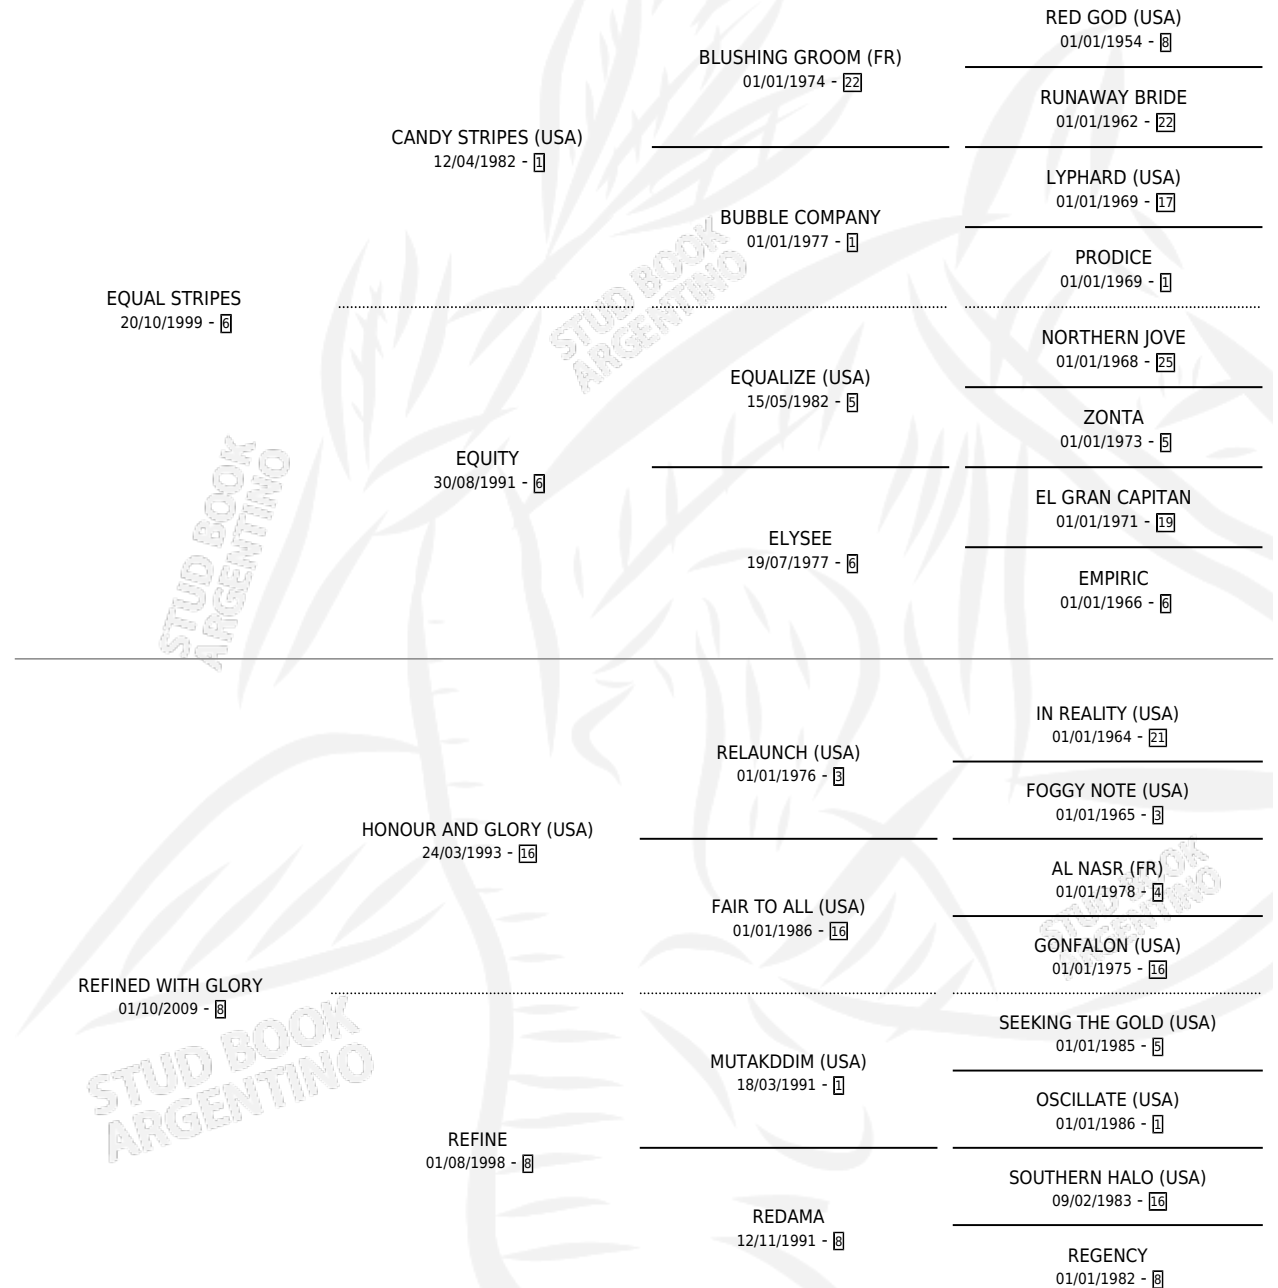 RED GOD (USA)
01/01/1954 - 8
BLUSHING GROOM (FR)
01/01/1974 - 22
RUNAWAY BRIDE
01/01/1962 - 22
CANDY STRIPES (USA)
12/04/1982 - 1
LYPHARD (USA)
01/01/1969 - 17
BUBBLE COMPANY
01/01/1977 - 1
PRODICE
01/01/1969 - 1
EQUAL STRIPES
20/10/1999 - 6
STUD BOOK
ARGENTINO
NORTHERN JOVE
01/01/1968 - 25
EQUALIZE (USA)
15/05/1982 - 5
ZONTA
01/01/1973 - 5
EQUITY
30/08/1991 - 6
EL GRAN CAPITAN
01/01/1971 - 19
ELYSEE
19/07/1977 - 6
EMPIRIC
01/01/1966 - 6
STUD BOOK
ARGENTINO
IN REALITY (USA)
01/01/1964 - 21
RELAUNCH (USA)
01/01/1976 - 3
FOGGY NOTE (USA)
01/01/1965 - 3
HONOUR AND GLORY (USA)
24/03/1993 - 16
AL NASR (FR)
01/01/1978 - 4
STUD BOOK
ARGENTINO
FAIR TO ALL (USA)
01/01/1986 - 16
GONFALON (USA)
01/01/1975 - 16
REFINED WITH GLORY
01/10/2009 - 8
STUD BOOK
ARGENTINO
SEEKING THE GOLD (USA)
01/01/1985 - 5
MUTAKDDIM (USA)
18/03/1991 - 1
OSCILLATE (USA)
01/01/1986 - 1
REFINE
01/08/1998 - 8
SOUTHERN HALO (USA)
09/02/1983 - 16
REDAMA
12/11/1991 - 8
REGENCY
01/01/1982 - 8